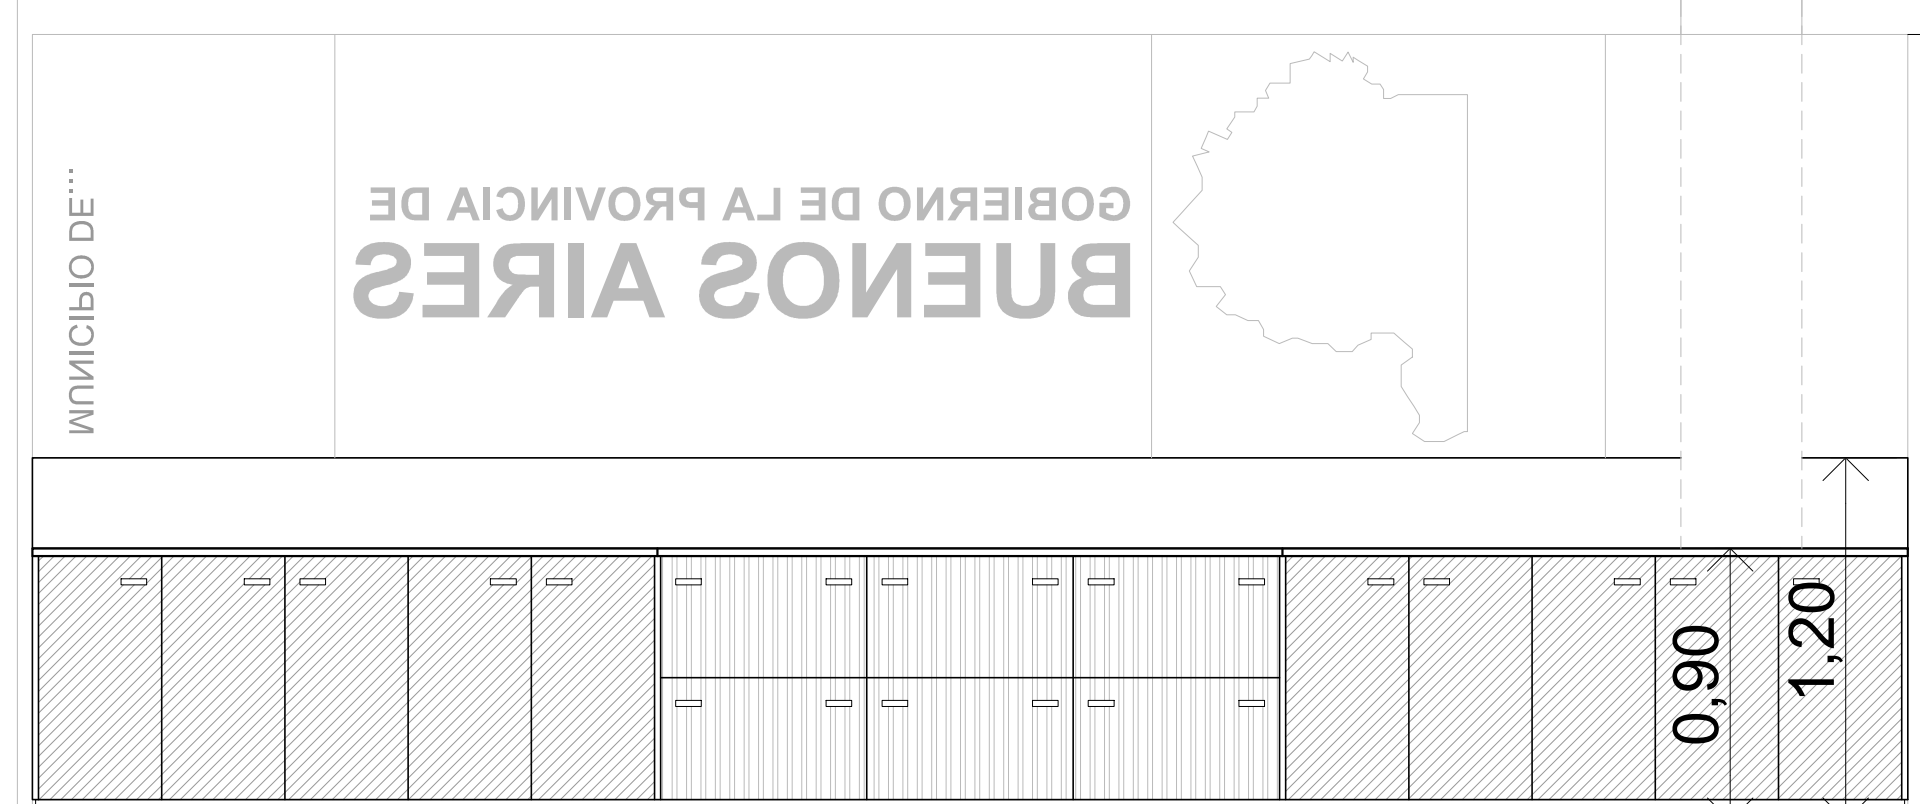 MUNICIPIO DE...
GOBIERNO DE LA PROVINCIA DE
BUENOS AIRES
0,90
1,20